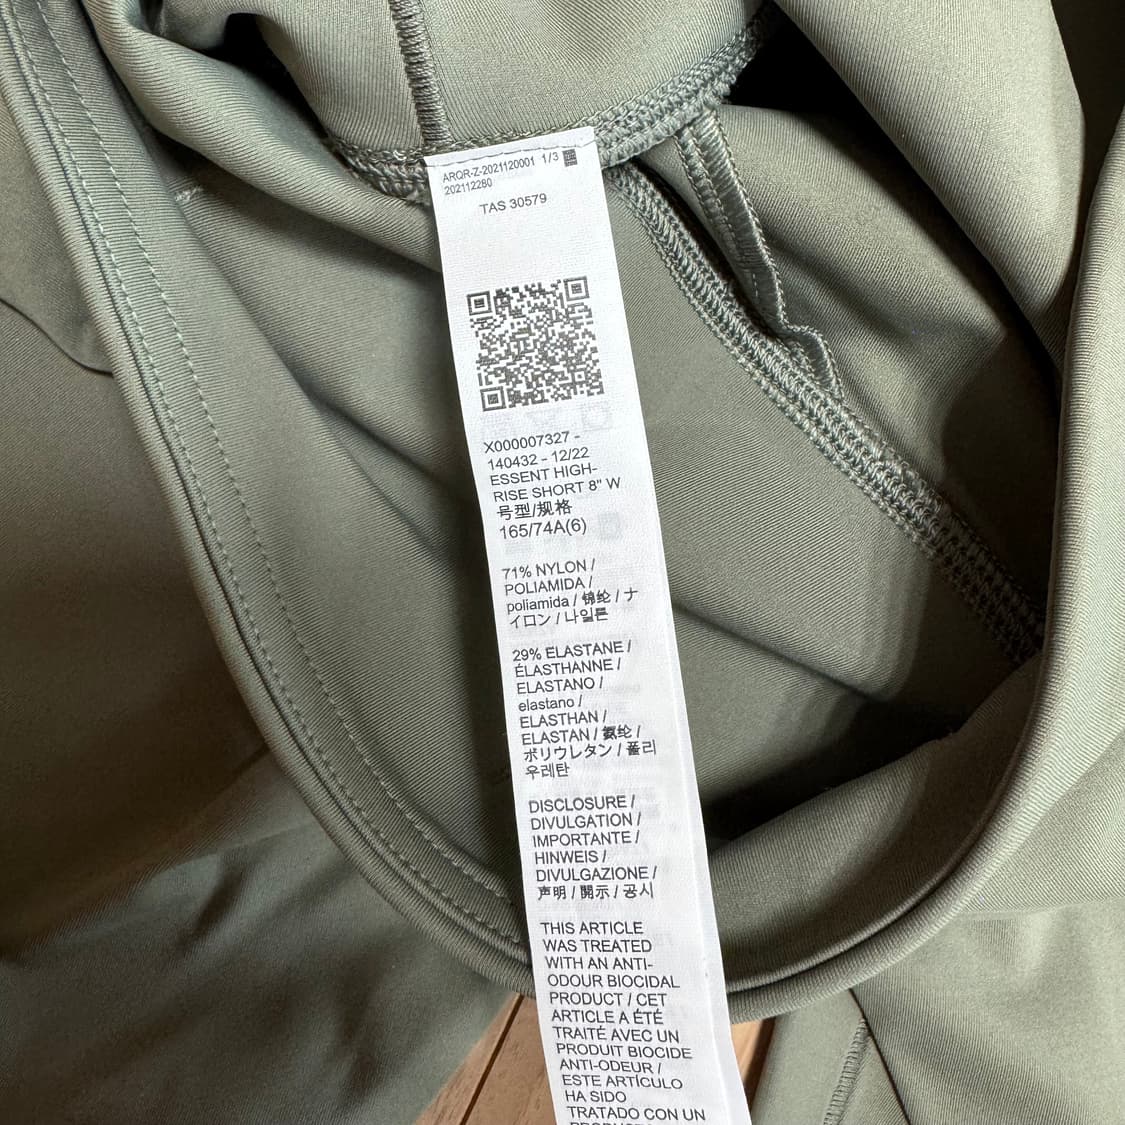 ARQR-Z-2021120001 1/3
202112280
TAS 30579
X000007327 -
140432 - 12/22
ESSENT HIGH-
RISE SHORT 8" W
号型/规格
165/74A(6)
71% NYLON /
POLIAMIDA /
poliamida / 锦纶 / ナ
イロン / 나일론
29% ELASTANE /
ÉLASTHANNE /
ELASTANO /
elastano /
ELASTHAN /
ELASTAN / 氨纶 /
ポリウレタン / 폴리
우레탄
DISCLOSURE /
DIVULGATION /
IMPORTANTE /
HINWEIS /
DIVULGAZIONE /
声明 / 開示 / 공시
THIS ARTICLE
WAS TREATED
WITH AN ANTI-
ODOUR BIOCIDAL
PRODUCT / CET
ARTICLE A ÉTÉ
TRAITÉ AVEC UN
PRODUIT BIOCIDE
ANTI-ODEUR /
ESTE ARTÍCULO
HA SIDO
TRATADO CON UN